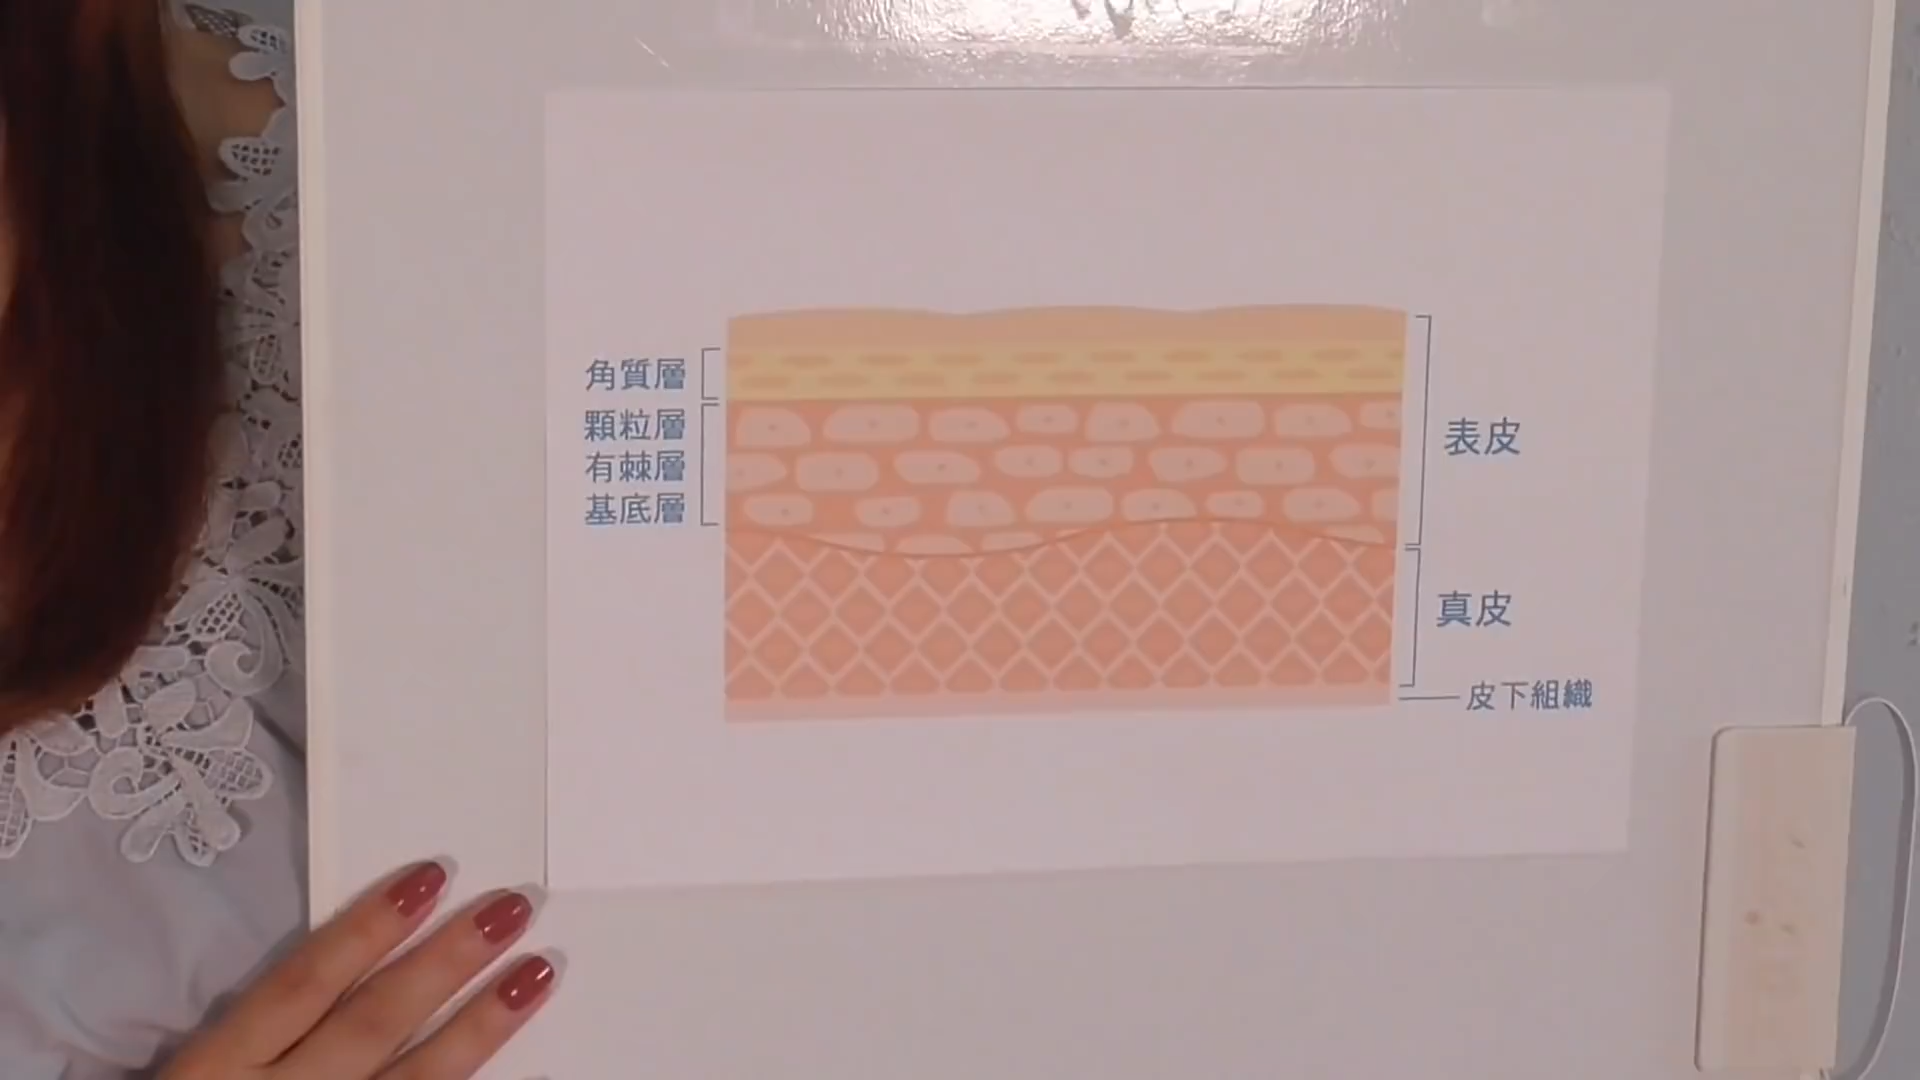 角質層
顆粒層
有棘層
基底層
表皮
真皮
皮下組織